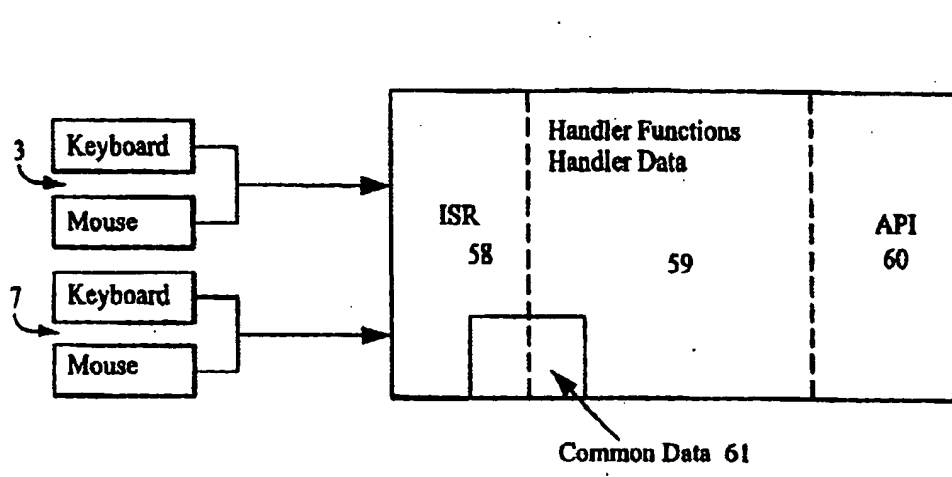 3
Keyboard
Mouse
7
Keyboard
Mouse
ISR
58
Handler Functions
Handler Data
59
API
60
Common Data 61